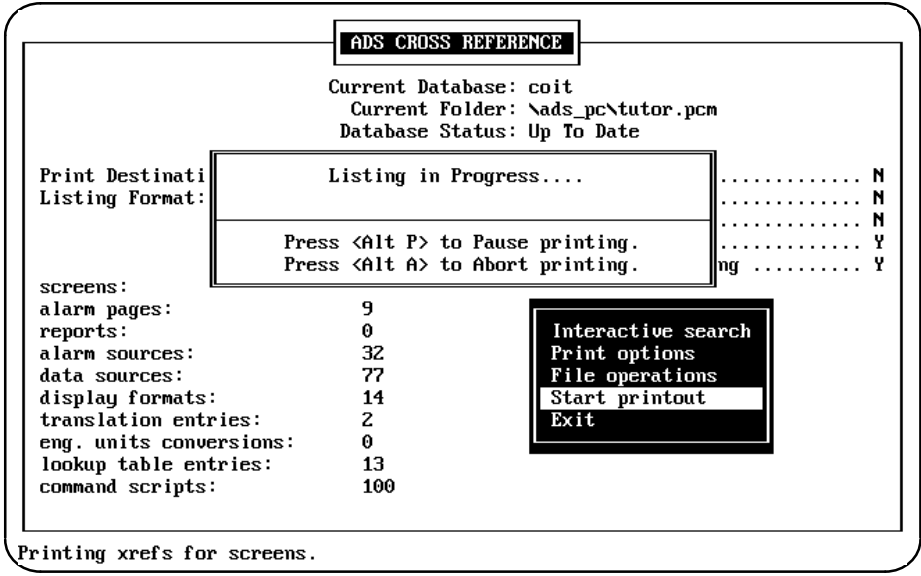 ADS CROSS REFERENCE
Current Database: coit
Current Folder: \ads_pc\tutor.pcm
Database Status: Up To Date
Print Destinati
Listing Format:
Listing in Progress....
Press <Alt P> to Pause printing.
Press <Alt A> to Abort printing.
............. N
............. N
............. N
............. Y
ng .......... Y
screens:
alarm pages: 9
reports: 0
alarm sources: 32
data sources: 77
display formats: 14
translation entries: 2
eng. units conversions: 0
lookup table entries: 13
command scripts: 100
Interactive search
Print options
File operations
Start printout
Exit
Printing xrefs for screens.